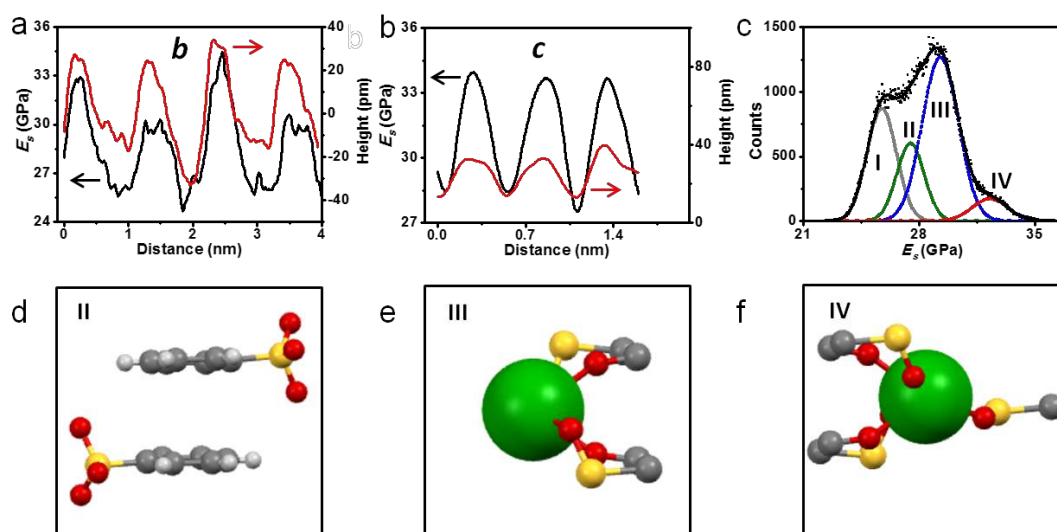 a
b
36
33
30
27
24
E_s (GPa)
0
1
2
3
4
Distance (nm)
40
20
0
-20
-40
Height (pm)
b
b
c
36
33
30
27
E_s (GPa)
0.0
0.7
1.4
Distance (nm)
80
40
0
Height (pm)
c
1500
1000
500
0
Counts
I
II
III
IV
21
28
35
E_s (GPa)
d
II
e
III
f
IV